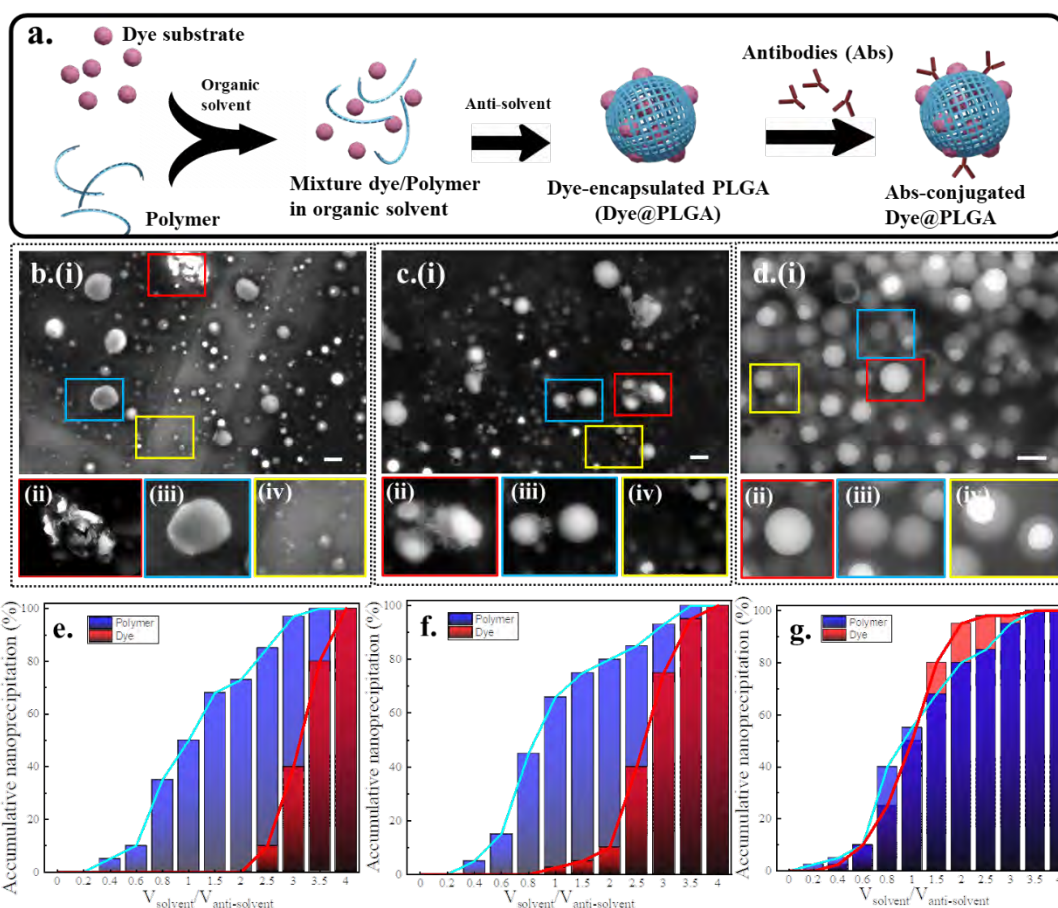 a.
Dye substrate
Organic
solvent
Polymer
Mixture dye/Polymer
in organic solvent
Anti-solvent
Dye-encapsulated PLGA
(Dye@PLGA)
Antibodies (Abs)
Abs-conjugated
Dye@PLGA
b.(i)
(ii)
(iii)
(iv)
c.(i)
(ii)
(iii)
(iv)
d.(i)
(ii)
(iii)
(iv)
e.
Polymer
Dye
Accumulative nanoprecipitation (%)
100
80
60
40
20
0
0 0.2 0.4 0.6 0.8 1 1.5 2 2.5 3 3.5 4
Vsolvent/Vanti-solvent
f.
Polymer
Dye
Accumulative nanoprecipitation (%)
100
80
60
40
20
0
0 0.2 0.4 0.6 0.8 1 1.5 2 2.5 3 3.5 4
Vsolvent/Vanti-solvent
g.
Polymer
Dye
Accumulative nanoprecipitation (%)
100
80
60
40
20
0
0 0.2 0.4 0.6 0.8 1 1.5 2 2.5 3 3.5 4
Vsolvent/Vanti-solvent